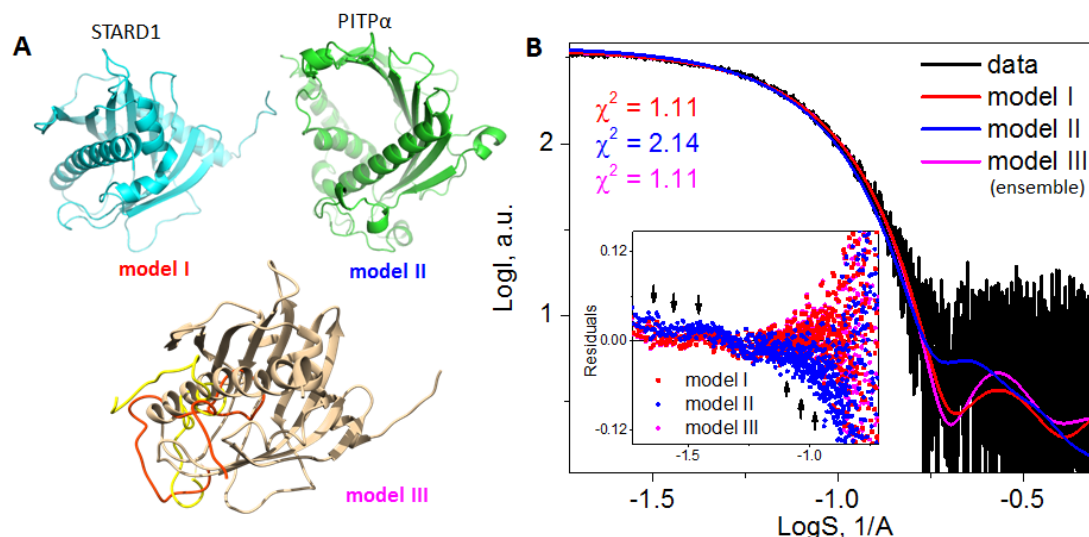 A
STARD1
PITPα
model I
model II
model III
B
LogI, a.u.
2
1
χ² = 1.11
χ² = 2.14
χ² = 1.11
data
model I
model II
model III
(ensemble)
Residuals
0.12
0.00
-0.12
model I
model II
model III
-1.5
-1.0
-1.5
-1.0
-0.5
LogS, 1/A